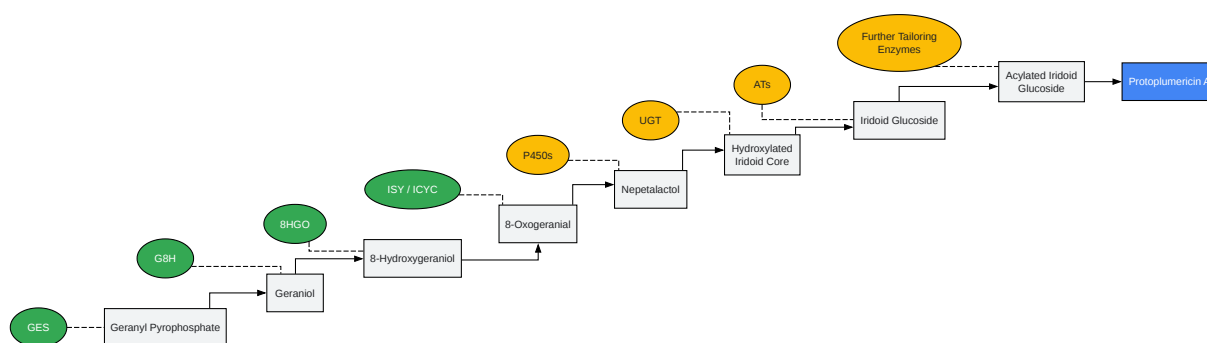 Further Tailoring
Enzymes
Acylated Iridoid
Glucoside
Protoplumericin A
ATs
Iridoid Glucoside
UGT
Hydroxylated
Iridoid Core
P450s
Nepetalactol
ISY / ICYC
8-Oxogeranial
8HGO
8-Hydroxygeraniol
G8H
Geraniol
GES
Geranyl Pyrophosphate